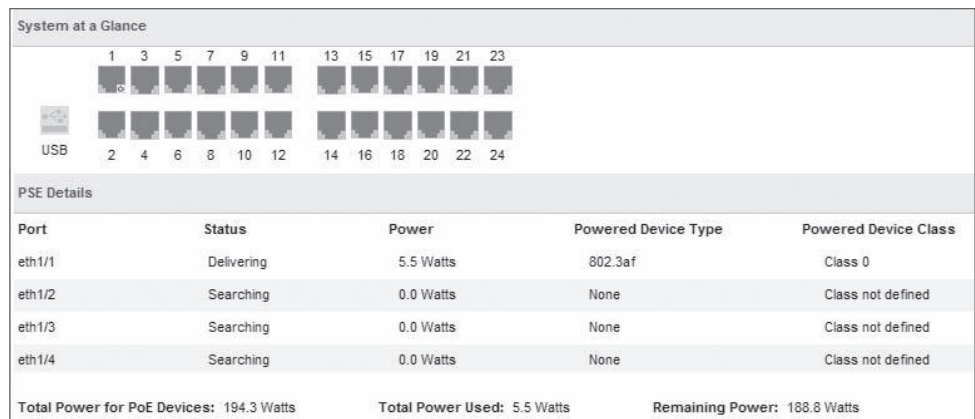 System at a Glance
1 3 5 7 9 11 13 15 17 19 21 23
USB
2 4 6 8 10 12 14 16 18 20 22 24
PSE Details
Port Status Power Powered Device Type Powered Device Class
eth1/1 Delivering 5.5 Watts 802.3af Class 0
eth1/2 Searching 0.0 Watts None Class not defined
eth1/3 Searching 0.0 Watts None Class not defined
eth1/4 Searching 0.0 Watts None Class not defined
Total Power for PoE Devices: 194.3 Watts Total Power Used: 5.5 Watts Remaining Power: 188.8 Watts